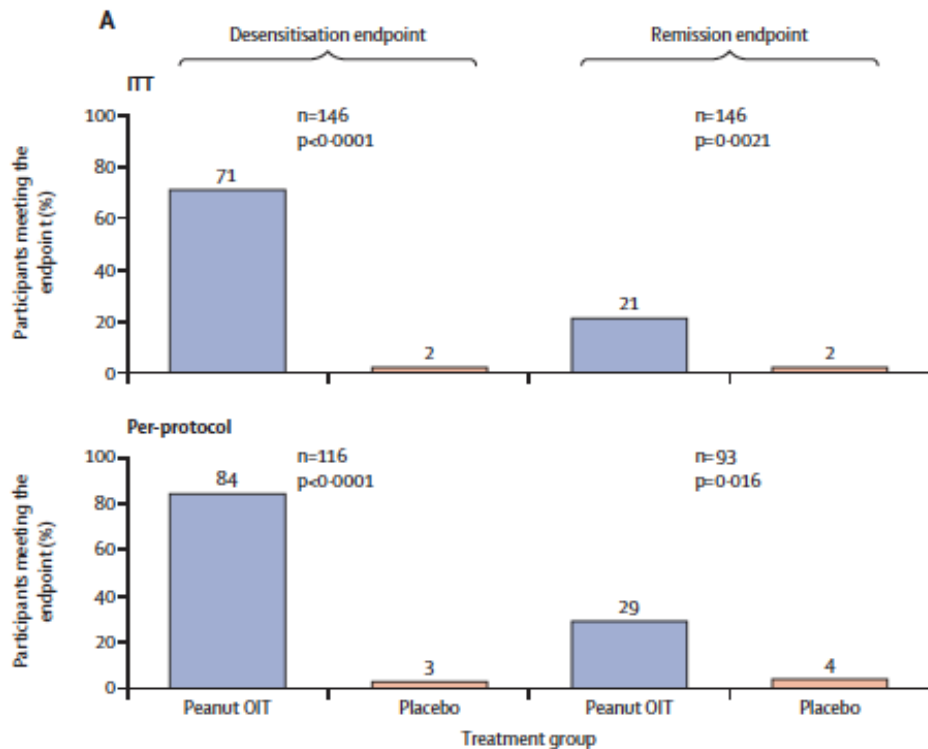 A
Desensitisation endpoint
Remission endpoint
ITT
Participants meeting the
endpoint (%)
100
80
60
40
20
0
n=146
p<0·0001
n=146
p=0·0021
71
2
21
2
Per-protocol
Participants meeting the
endpoint (%)
100
80
60
40
20
0
n=116
p<0·0001
n=93
p=0·016
84
3
29
4
Peanut OIT
Placebo
Peanut OIT
Placebo
Treatment group